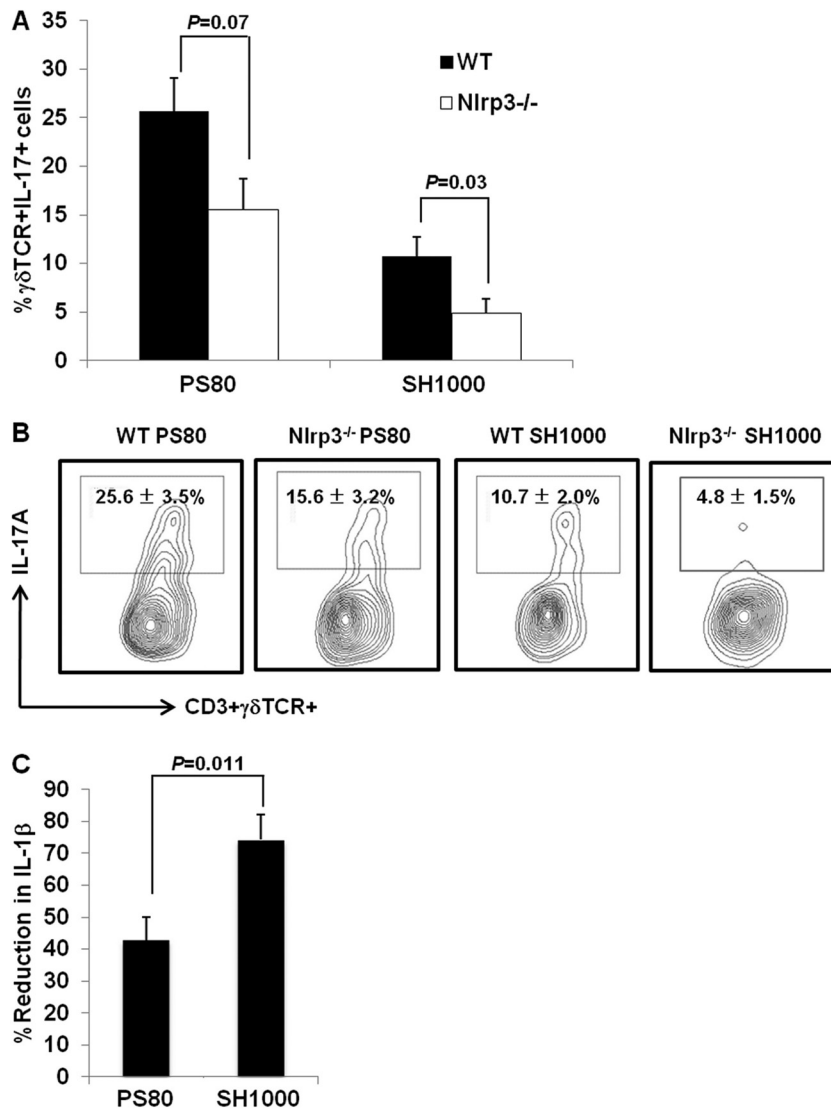 A
P=0.07
35
30
25
20
15
10
5
0
% γδTCR+IL-17+ cells
WT
Nlrp3-/-
P=0.03
PS80
SH1000
B
WT PS80
Nlrp3-/- PS80
WT SH1000
Nlrp3-/- SH1000
25.6 ± 3.5%
15.6 ± 3.2%
10.7 ± 2.0%
4.8 ± 1.5%
IL-17A
CD3+γδTCR+
C
P=0.011
90
80
70
60
50
40
30
20
10
0
% Reduction in IL-1β
PS80
SH1000